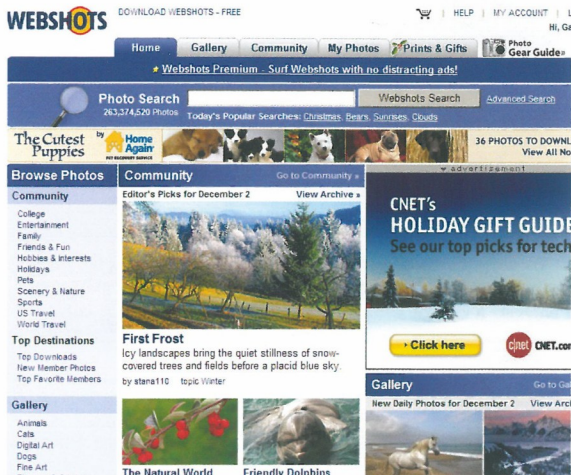 WEBSHOTS
DOWNLOAD WEBSHOTS - FREE
HELP | MY ACCOUNT | L
Hi, Ga
Home
Gallery
Community
My Photos
Prints & Gifts
Photo
Gear Guide»
Webshots Premium - Surf Webshots with no distracting ads!
Photo Search
Webshots Search
Advanced Search
263,374,520 Photos
Today's Popular Searches: Christmas, Bears, Sunrises, Clouds
The Cutest
Puppies
by
Home
Again
PET RECOVERY SERVICE
36 PHOTOS TO DOWNL
View All No
Browse Photos
Community
College
Entertainment
Family
Friends & Fun
Hobbies & Interests
Holidays
Pets
Scenery & Nature
Sports
US Travel
World Travel
Top Destinations
Top Downloads
New Member Photos
Top Favorite Members
Gallery
Animals
Cats
Digital Art
Dogs
Fine Art
Community
Go to Community »
Editor's Picks for December 2
View Archive »
First Frost
Icy landscapes bring the quiet stillness of snow-
covered trees and fields before a placid blue sky.
by stana110 topic Winter
The Natural World
Friendly Dolphins
advertizement
CNET's
HOLIDAY GIFT GUIDE
See our top picks for tech
Click here
c|net
CNET.com
Gallery
Go to Gal
New Daily Photos for December 2
View Arch